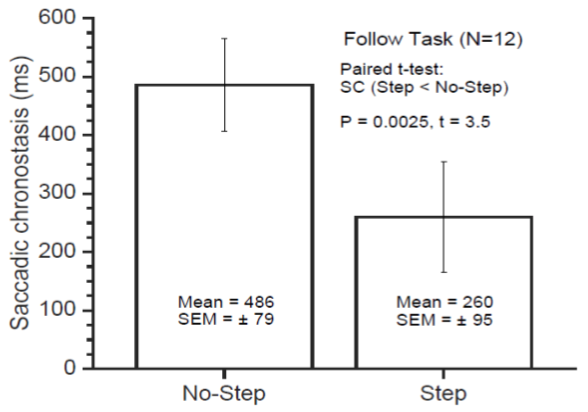 Saccadic chronostasis (ms)
600
500
400
300
200
100
0
Follow Task (N=12)
Paired t-test:
SC (Step < No-Step)
P = 0.0025, t = 3.5
Mean = 486
SEM = ± 79
Mean = 260
SEM = ± 95
No-Step
Step